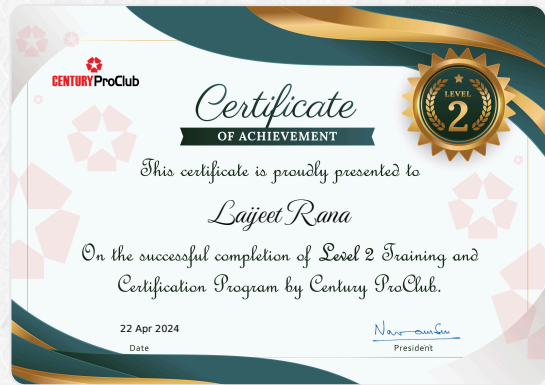 CENTURY ProClub
Certificate
OF ACHIEVEMENT
LEVEL
2
This certificate is proudly presented to
Laijeet Rana
On the successful completion of Level 2 Training and
Certification Program by Century ProClub.
22 Apr 2024
Date
President